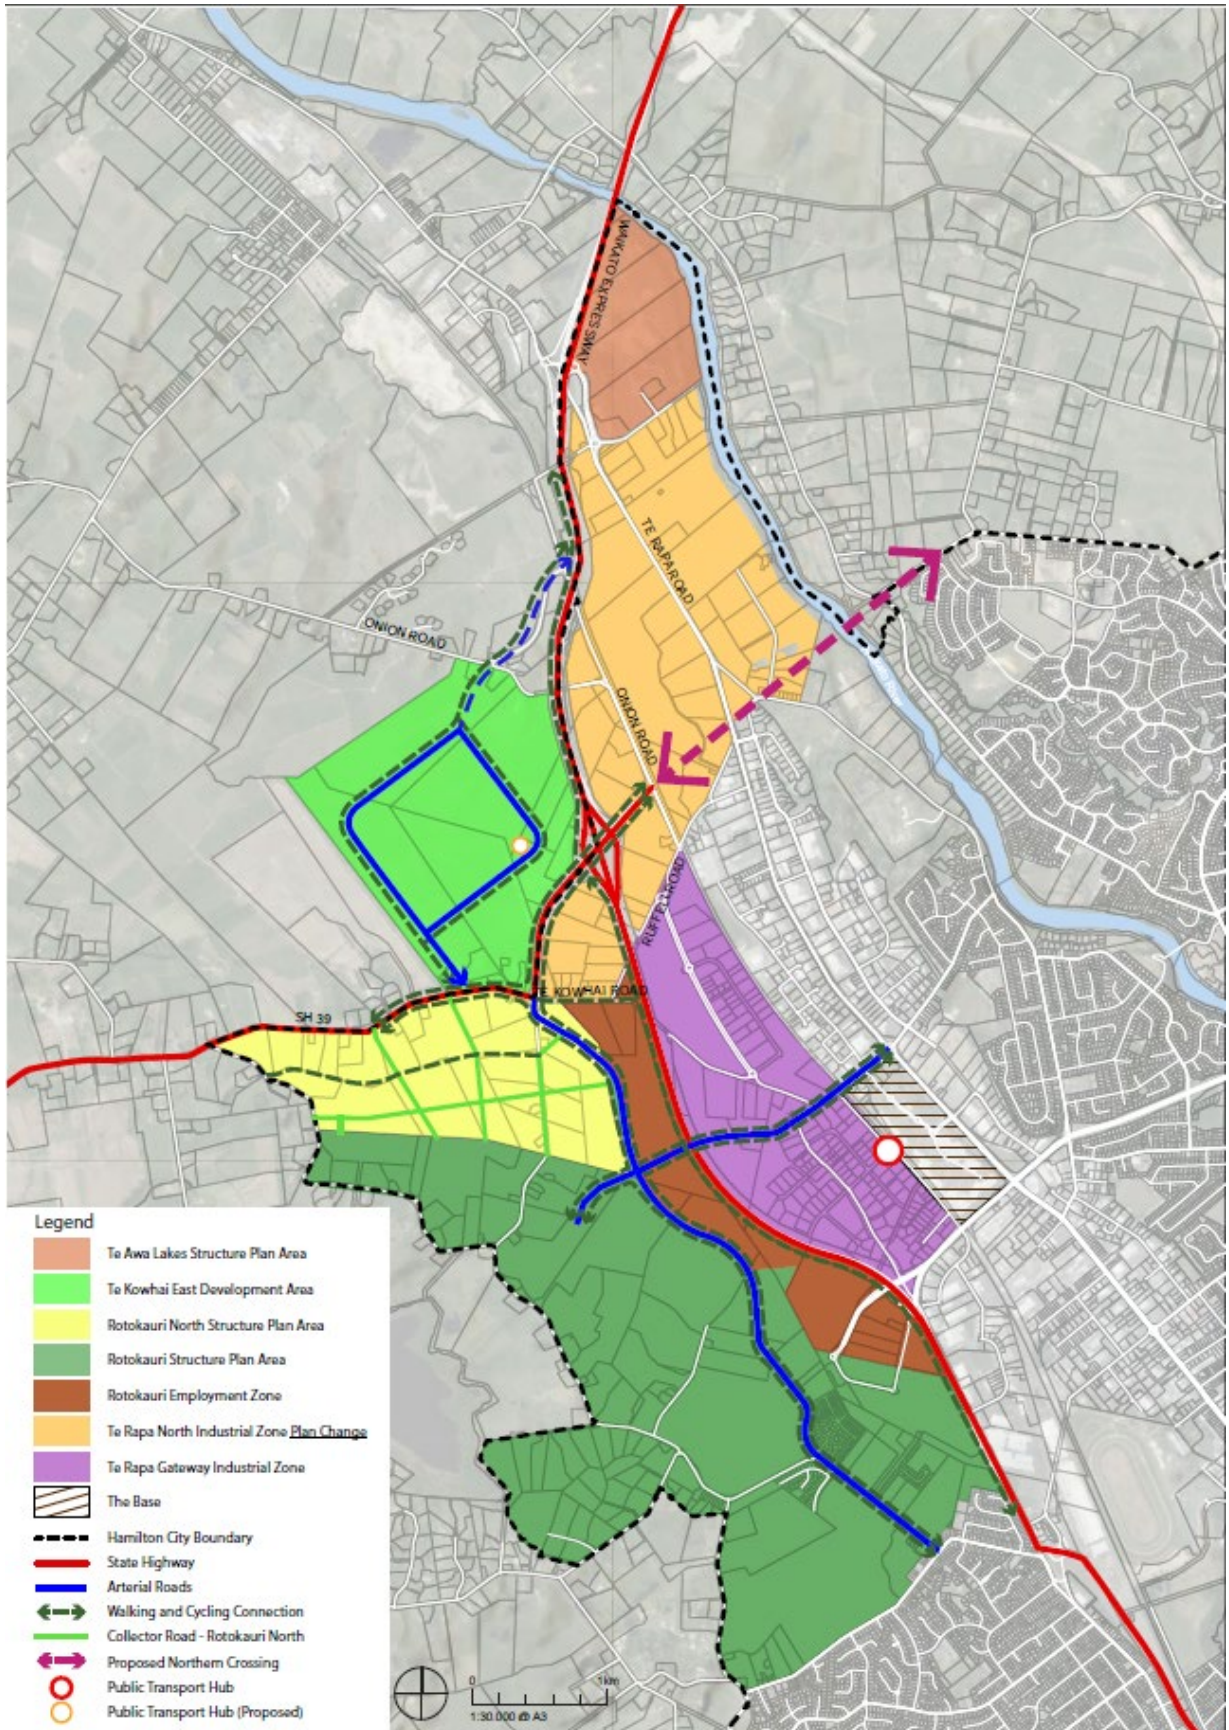 WAIKATO EXPRESSWAY
TE RAPA ROAD
ONION ROAD
ONION ROAD
RUFFELL ROAD
TE KOWHAI ROAD
SH 39
Legend
Te Awa Lakes Structure Plan Area
Te Kowhai East Development Area
Rotokauri North Structure Plan Area
Rotokauri Structure Plan Area
Rotokauri Employment Zone
Te Rapa North Industrial Zone Plan Change
Te Rapa Gateway Industrial Zone
The Base
Hamilton City Boundary
State Highway
Arterial Roads
Walking and Cycling Connection
Collector Road - Rotokauri North
Proposed Northern Crossing
Public Transport Hub
Public Transport Hub (Proposed)
0 1km
1:30.000 @ A3